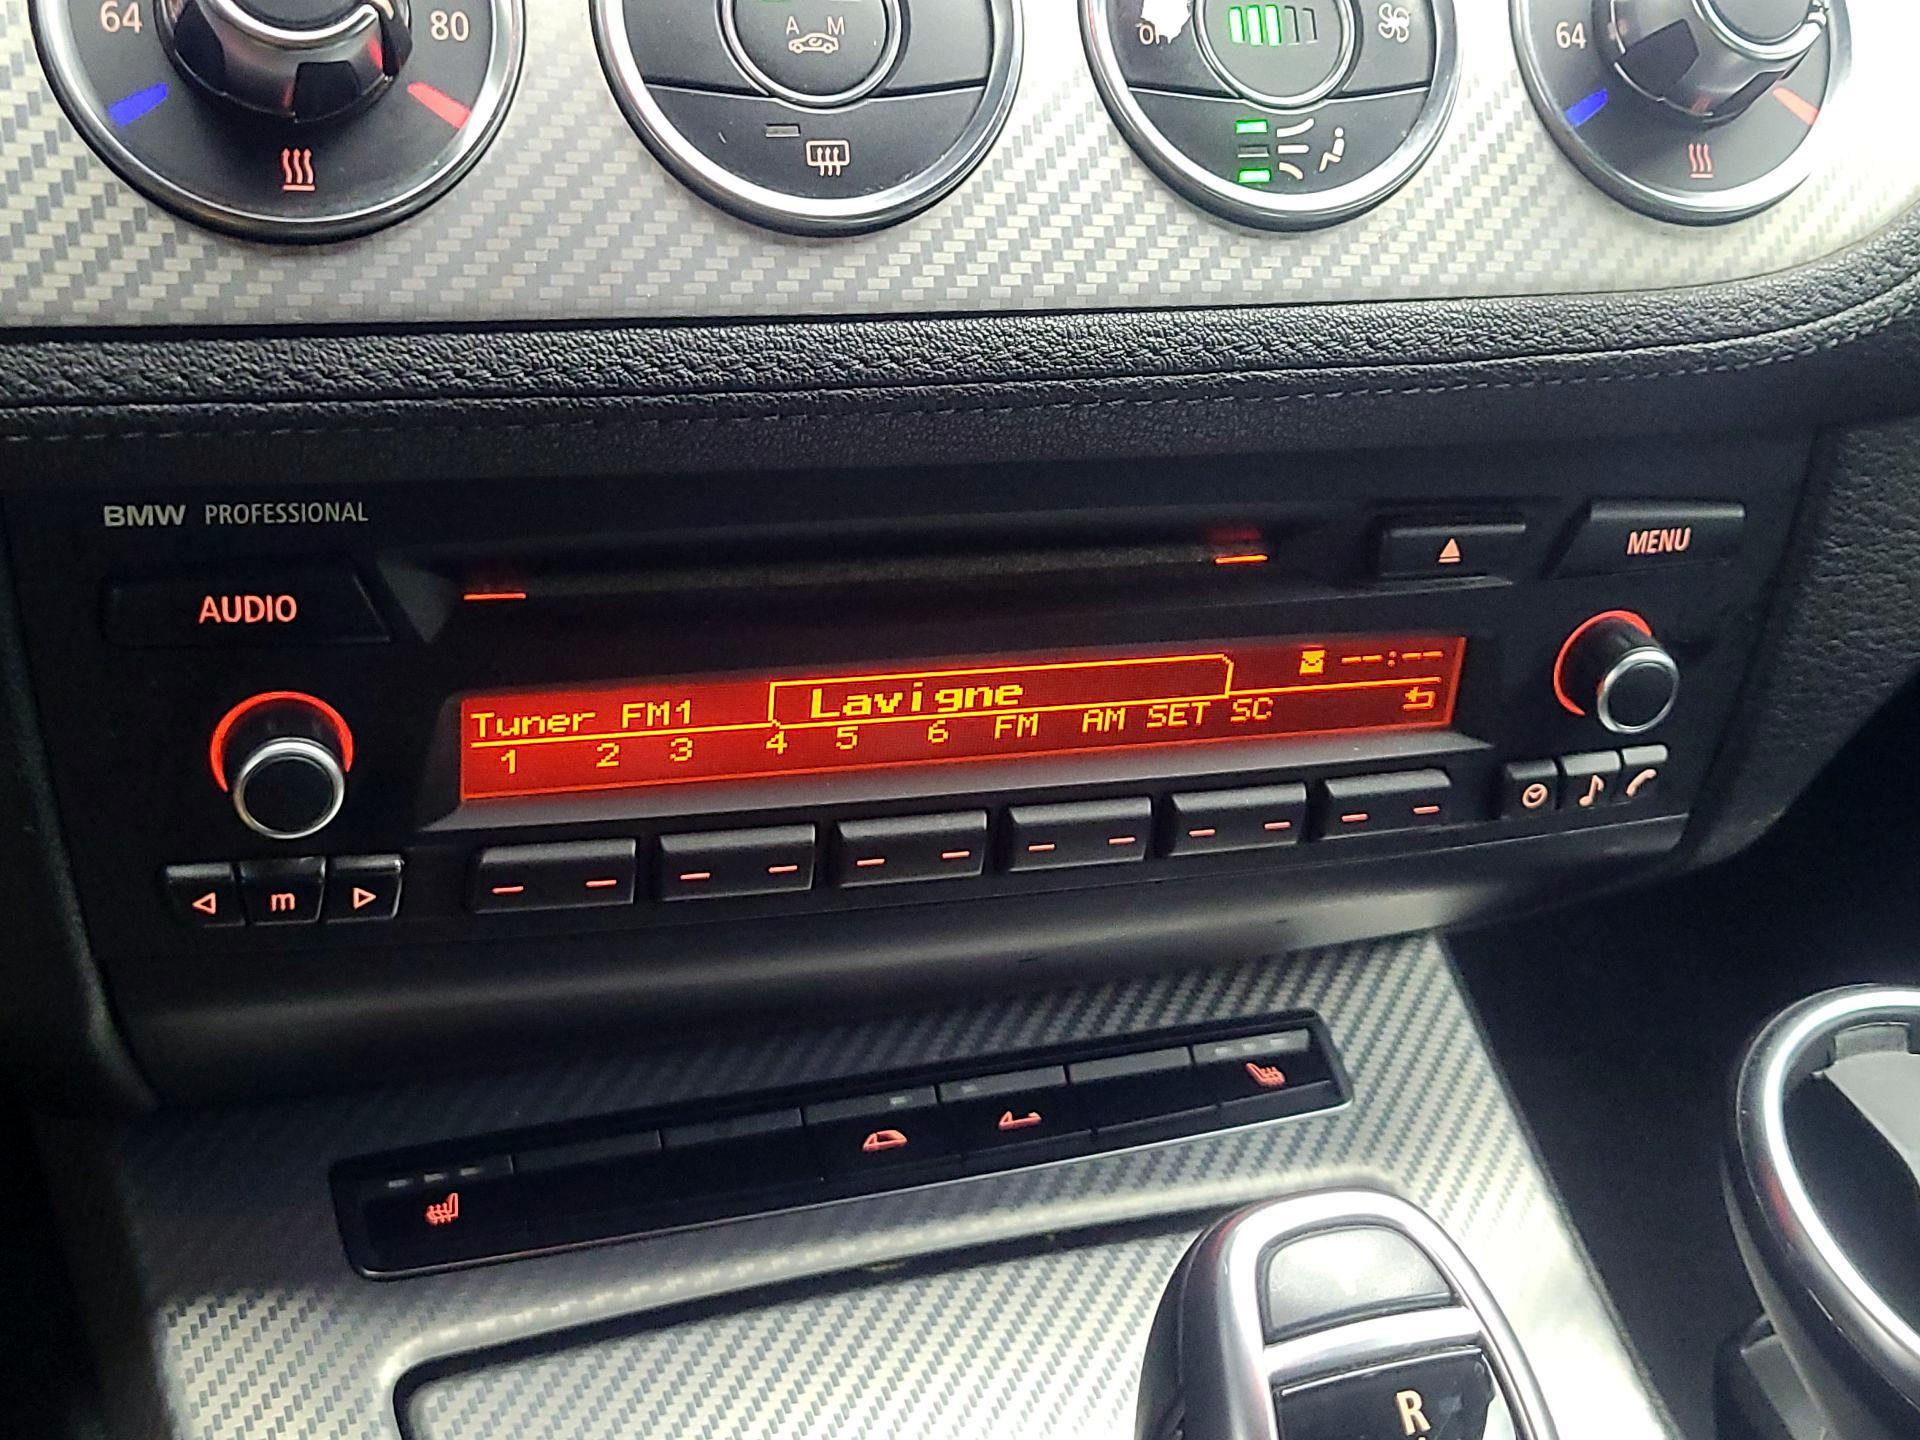 64 80
A M
OFF
64
BMW PROFESSIONAL
MENU
AUDIO
Tuner FM1 Lavigne --:--
1 2 3 4 5 6 FM AM SET SC
m
R